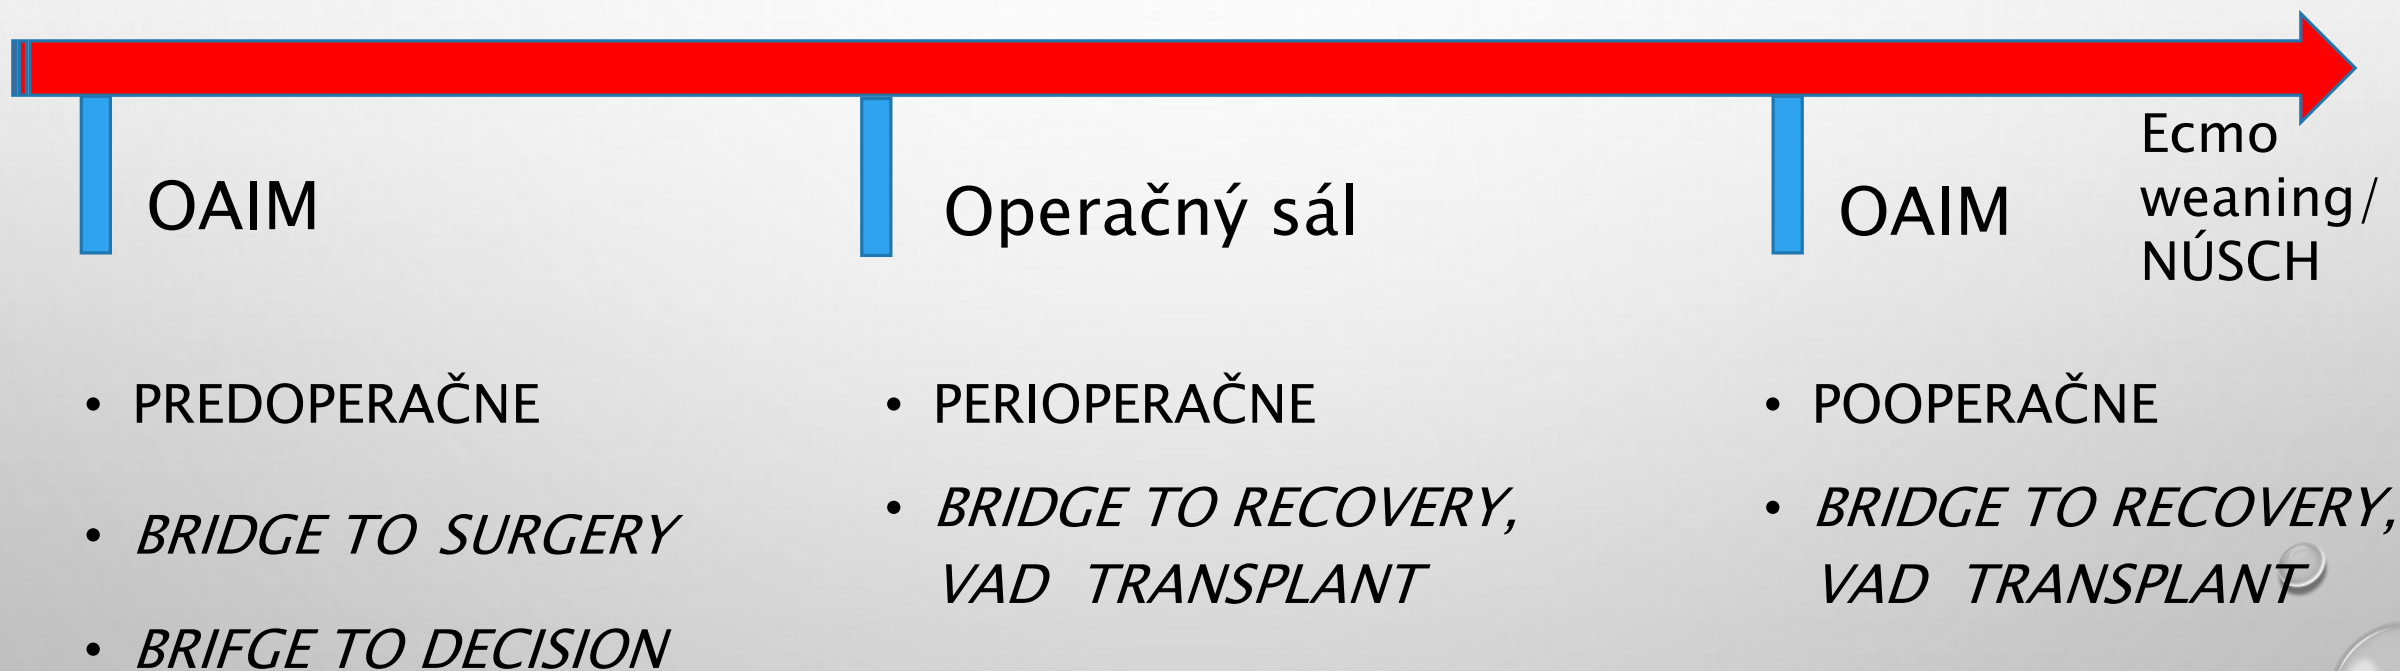 OAIM
Operačný sál
OAIM
Ecmo
weaning/
NÚSCH
• PREDOPERAČNE
• BRIDGE TO SURGERY
• BRIFGE TO DECISION
• PERIOPERAČNE
• BRIDGE TO RECOVERY,
VAD TRANSPLANT
• POOPERAČNE
• BRIDGE TO RECOVERY,
VAD TRANSPLANT